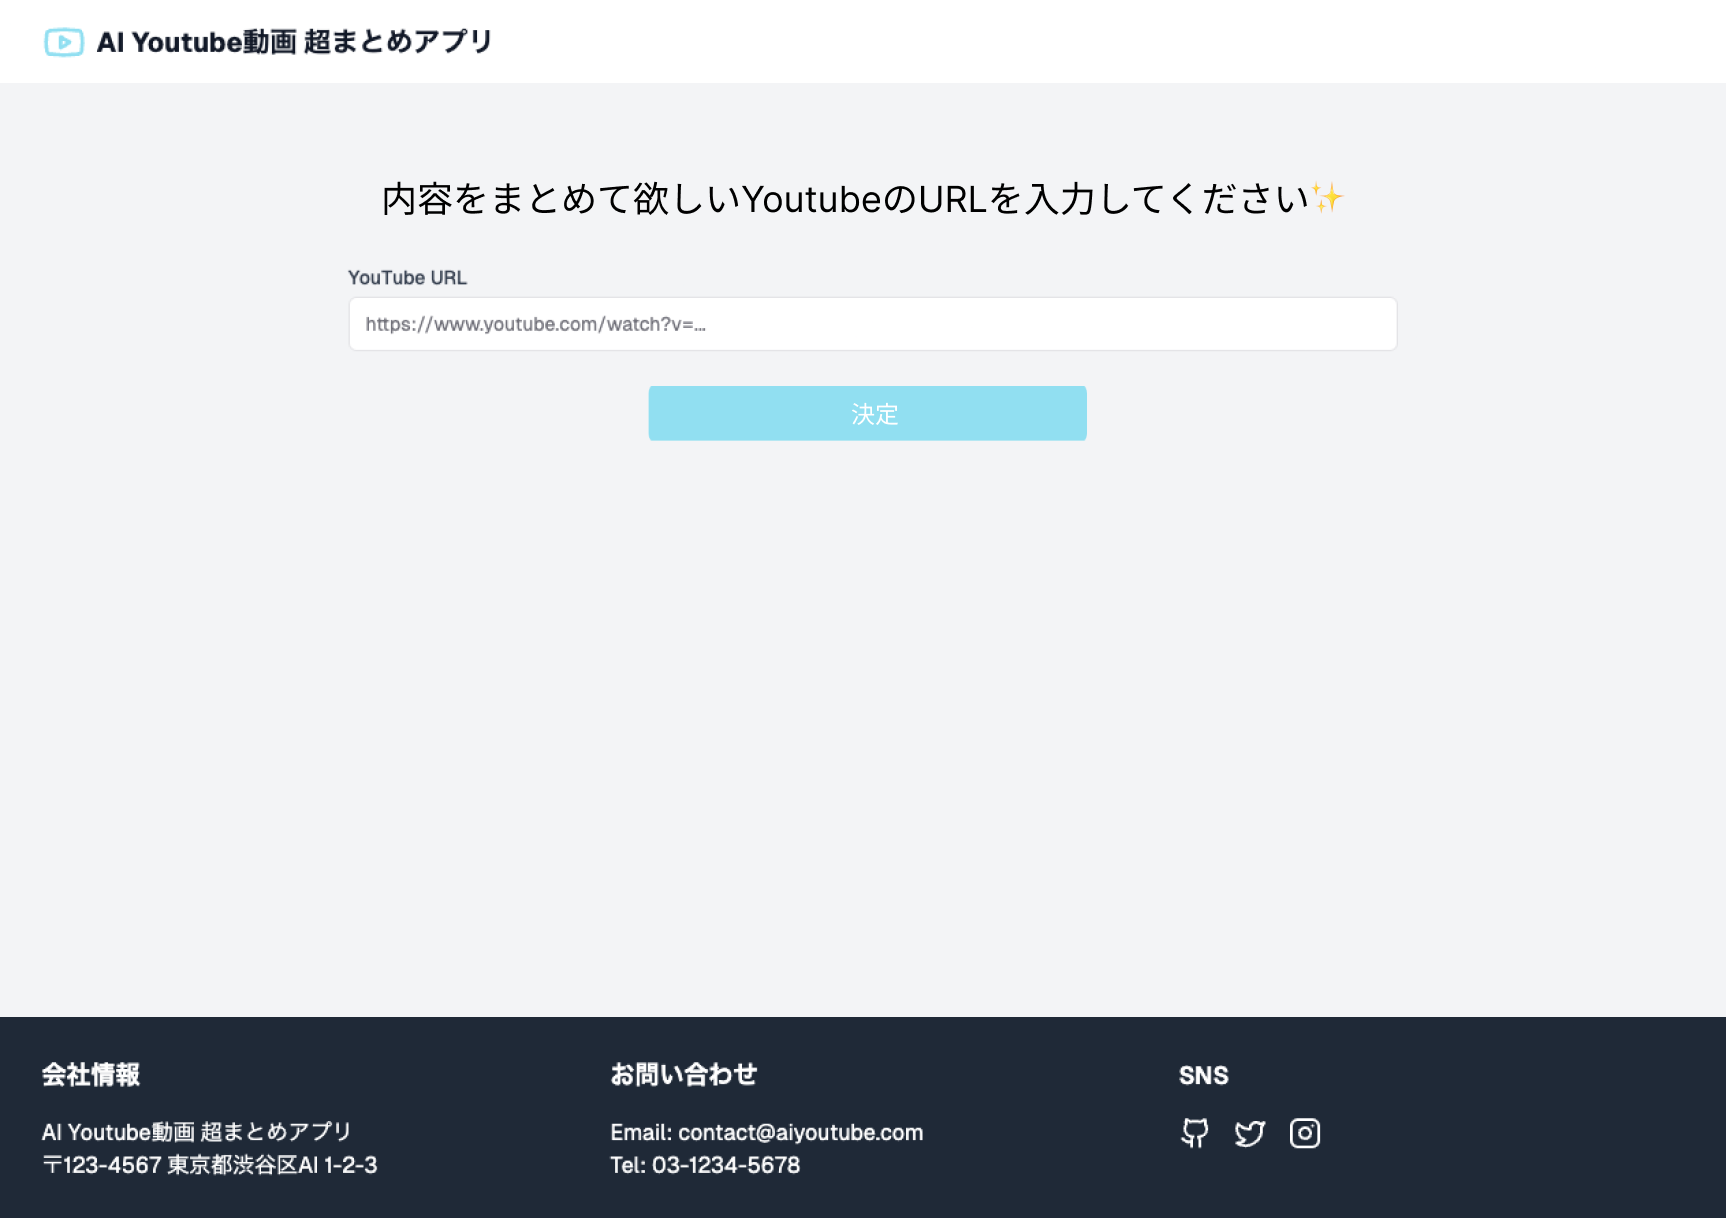 AI Youtube動画 超まとめアプリ
内容をまとめて欲しいYoutubeのURLを入力してください✨
YouTube URL
https://www.youtube.com/watch?v=...
決定
会社情報
AI Youtube動画 超まとめアプリ
〒123-4567 東京都渋谷区AI 1-2-3
お問い合わせ
Email: contact@aiyoutube.com
Tel: 03-1234-5678
SNS